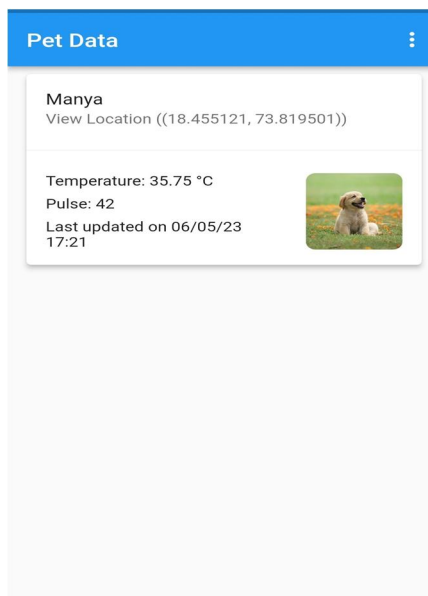 Pet Data
Manya
View Location ((18.455121, 73.819501))
Temperature: 35.75 °C
Pulse: 42
Last updated on 06/05/23
17:21